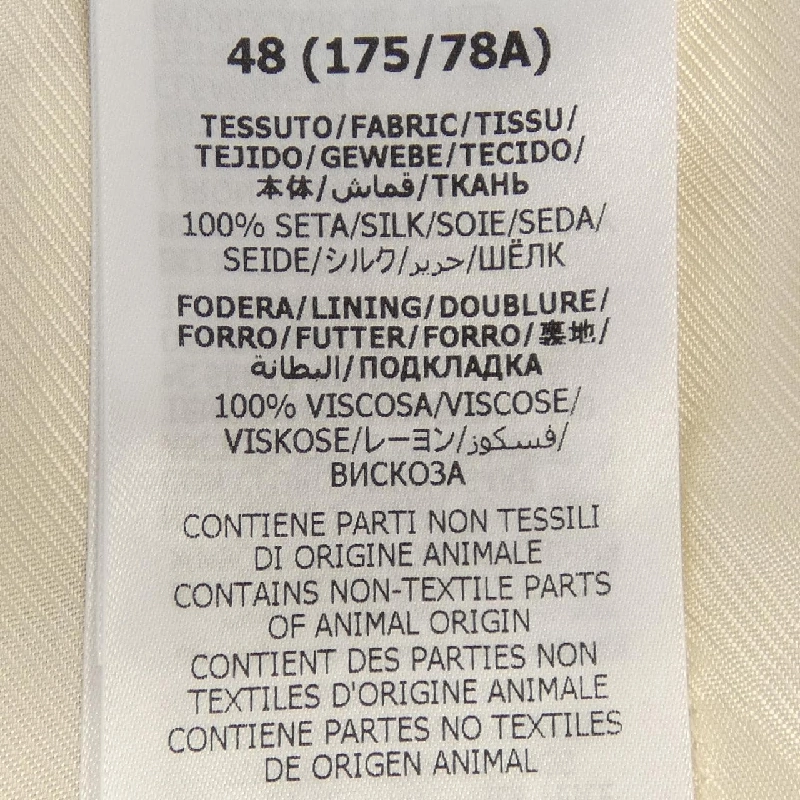 48 (175/78A)
TESSUTO/FABRIC/TISSU/
TEJIDO/GEWEBE/TECIDO/
本体/قماش/ТКАНЬ
100% SETA/SILK/SOIE/SEDA/
SEIDE/シルク/حرير/ШЁЛК
FODERA/LINING/DOUBLURE/
FORRO/FUTTER/FORRO/裏地/
البطانة/ПОДКЛАДКА
100% VISCOSA/VISCOSE/
VISKOSE/レーヨン/فسكوز/
ВИСКОЗА
CONTIENE PARTI NON TESSILI
DI ORIGINE ANIMALE
CONTAINS NON-TEXTILE PARTS
OF ANIMAL ORIGIN
CONTIENT DES PARTIES NON
TEXTILES D'ORIGINE ANIMALE
CONTIENE PARTES NO TEXTILES
DE ORIGEN ANIMAL